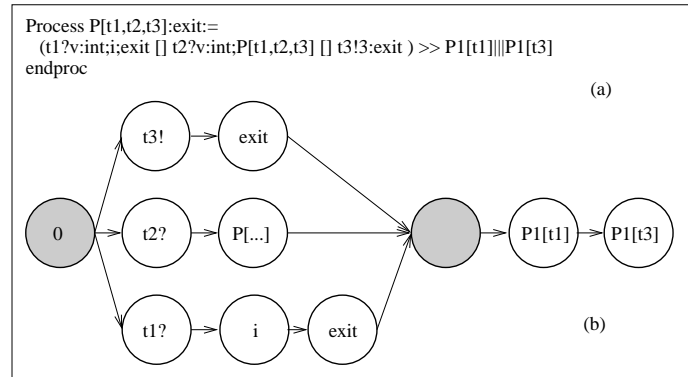 Process P[t1,t2,t3]:exit:=
(t1?v:int;i;exit [] t2?v:int;P[t1,t2,t3] [] t3!3:exit ) >> P1[t1]|||P1[t3]
endproc
(a)
t3!
exit
0
t2?
P[...]
P1[t1]
P1[t3]
t1?
i
exit
(b)